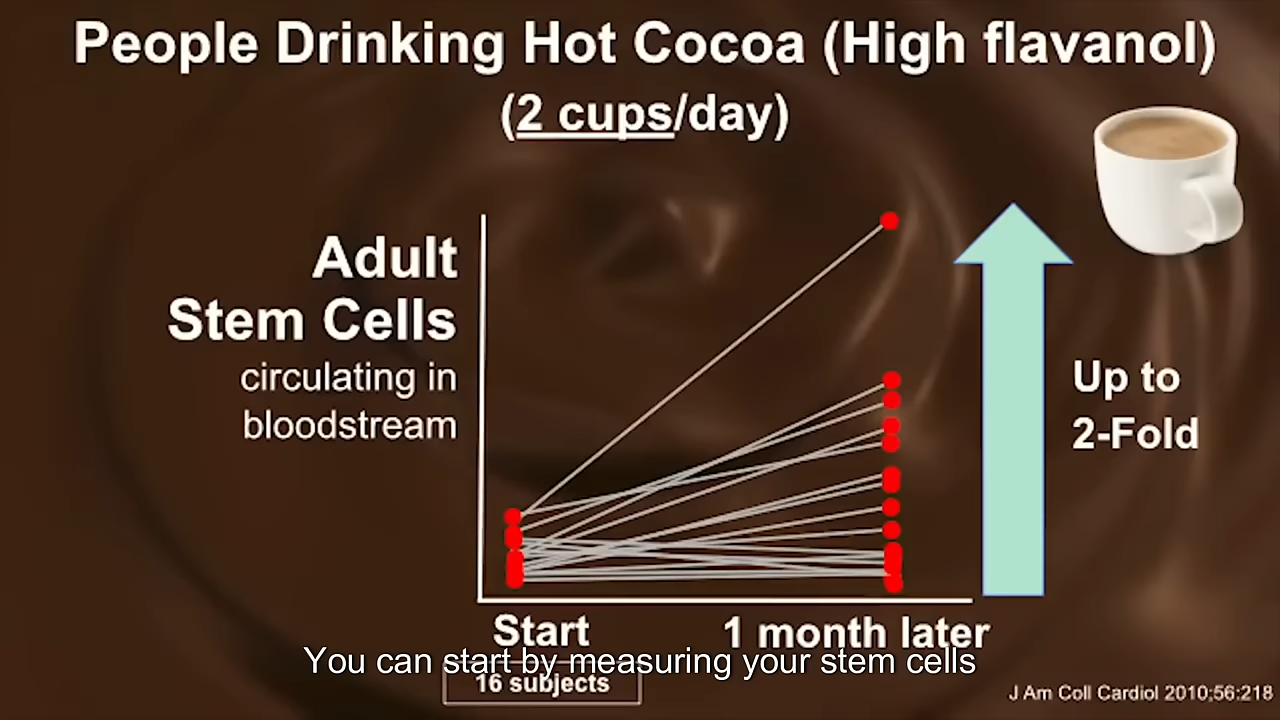 People Drinking Hot Cocoa (High flavanol)
(2 cups/day)
Adult
Stem Cells
circulating in
bloodstream
Up to
2-Fold
Start
1 month later
You can start by measuring your stem cells
16 subjects
J Am Coll Cardiol 2010;56:218